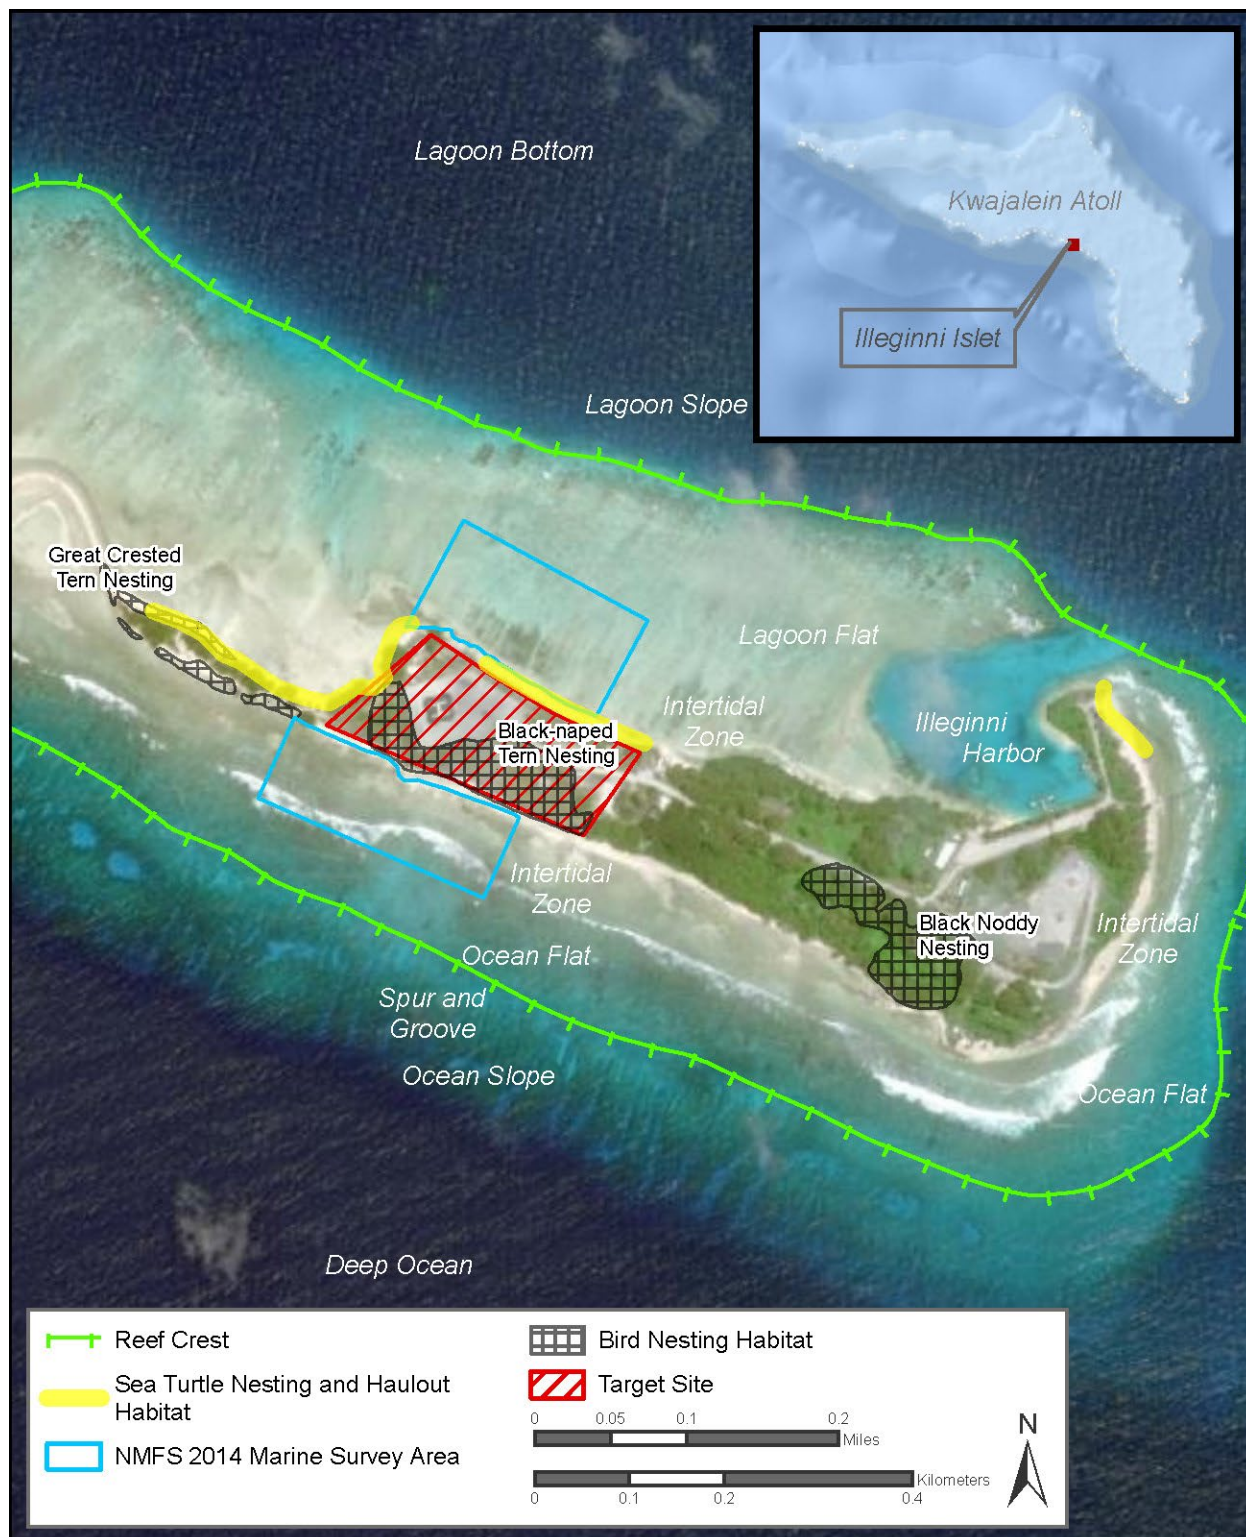 Lagoon Bottom
Kwajalein Atoll
Illeginni Islet
Lagoon Slope
Great Crested
Tern Nesting
Lagoon Flat
Intertidal
Zone
Black-naped
Tern Nesting
Illeginni
Harbor
Intertidal
Zone
Black Noddy
Nesting
Intertidal
Zone
Ocean Flat
Spur and
Groove
Ocean Slope
Ocean Flat
Deep Ocean
Reef Crest
Sea Turtle Nesting and Haulout
Habitat
NMFS 2014 Marine Survey Area
Bird Nesting Habitat
Target Site
0 0.05 0.1 0.2
Miles
Kilometers
0 0.1 0.2 0.4
N